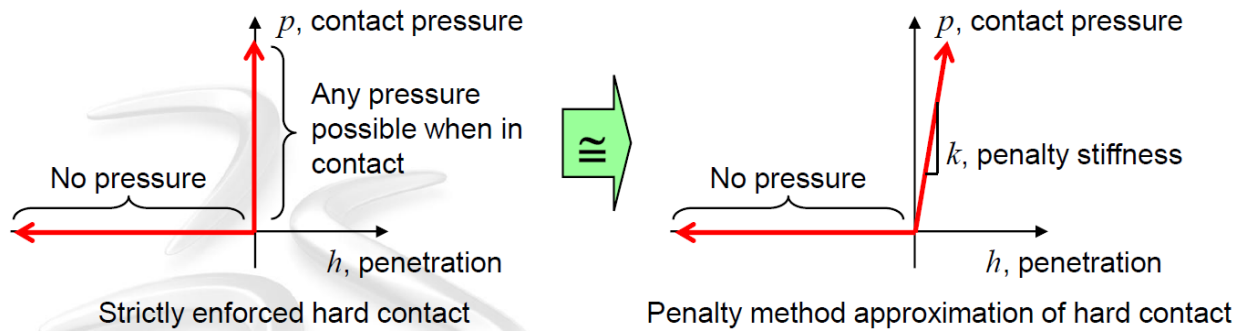 p, contact pressure
Any pressure
possible when in
contact
No pressure
h, penetration
Strictly enforced hard contact
≅
p, contact pressure
k, penalty stiffness
No pressure
h, penetration
Penalty method approximation of hard contact